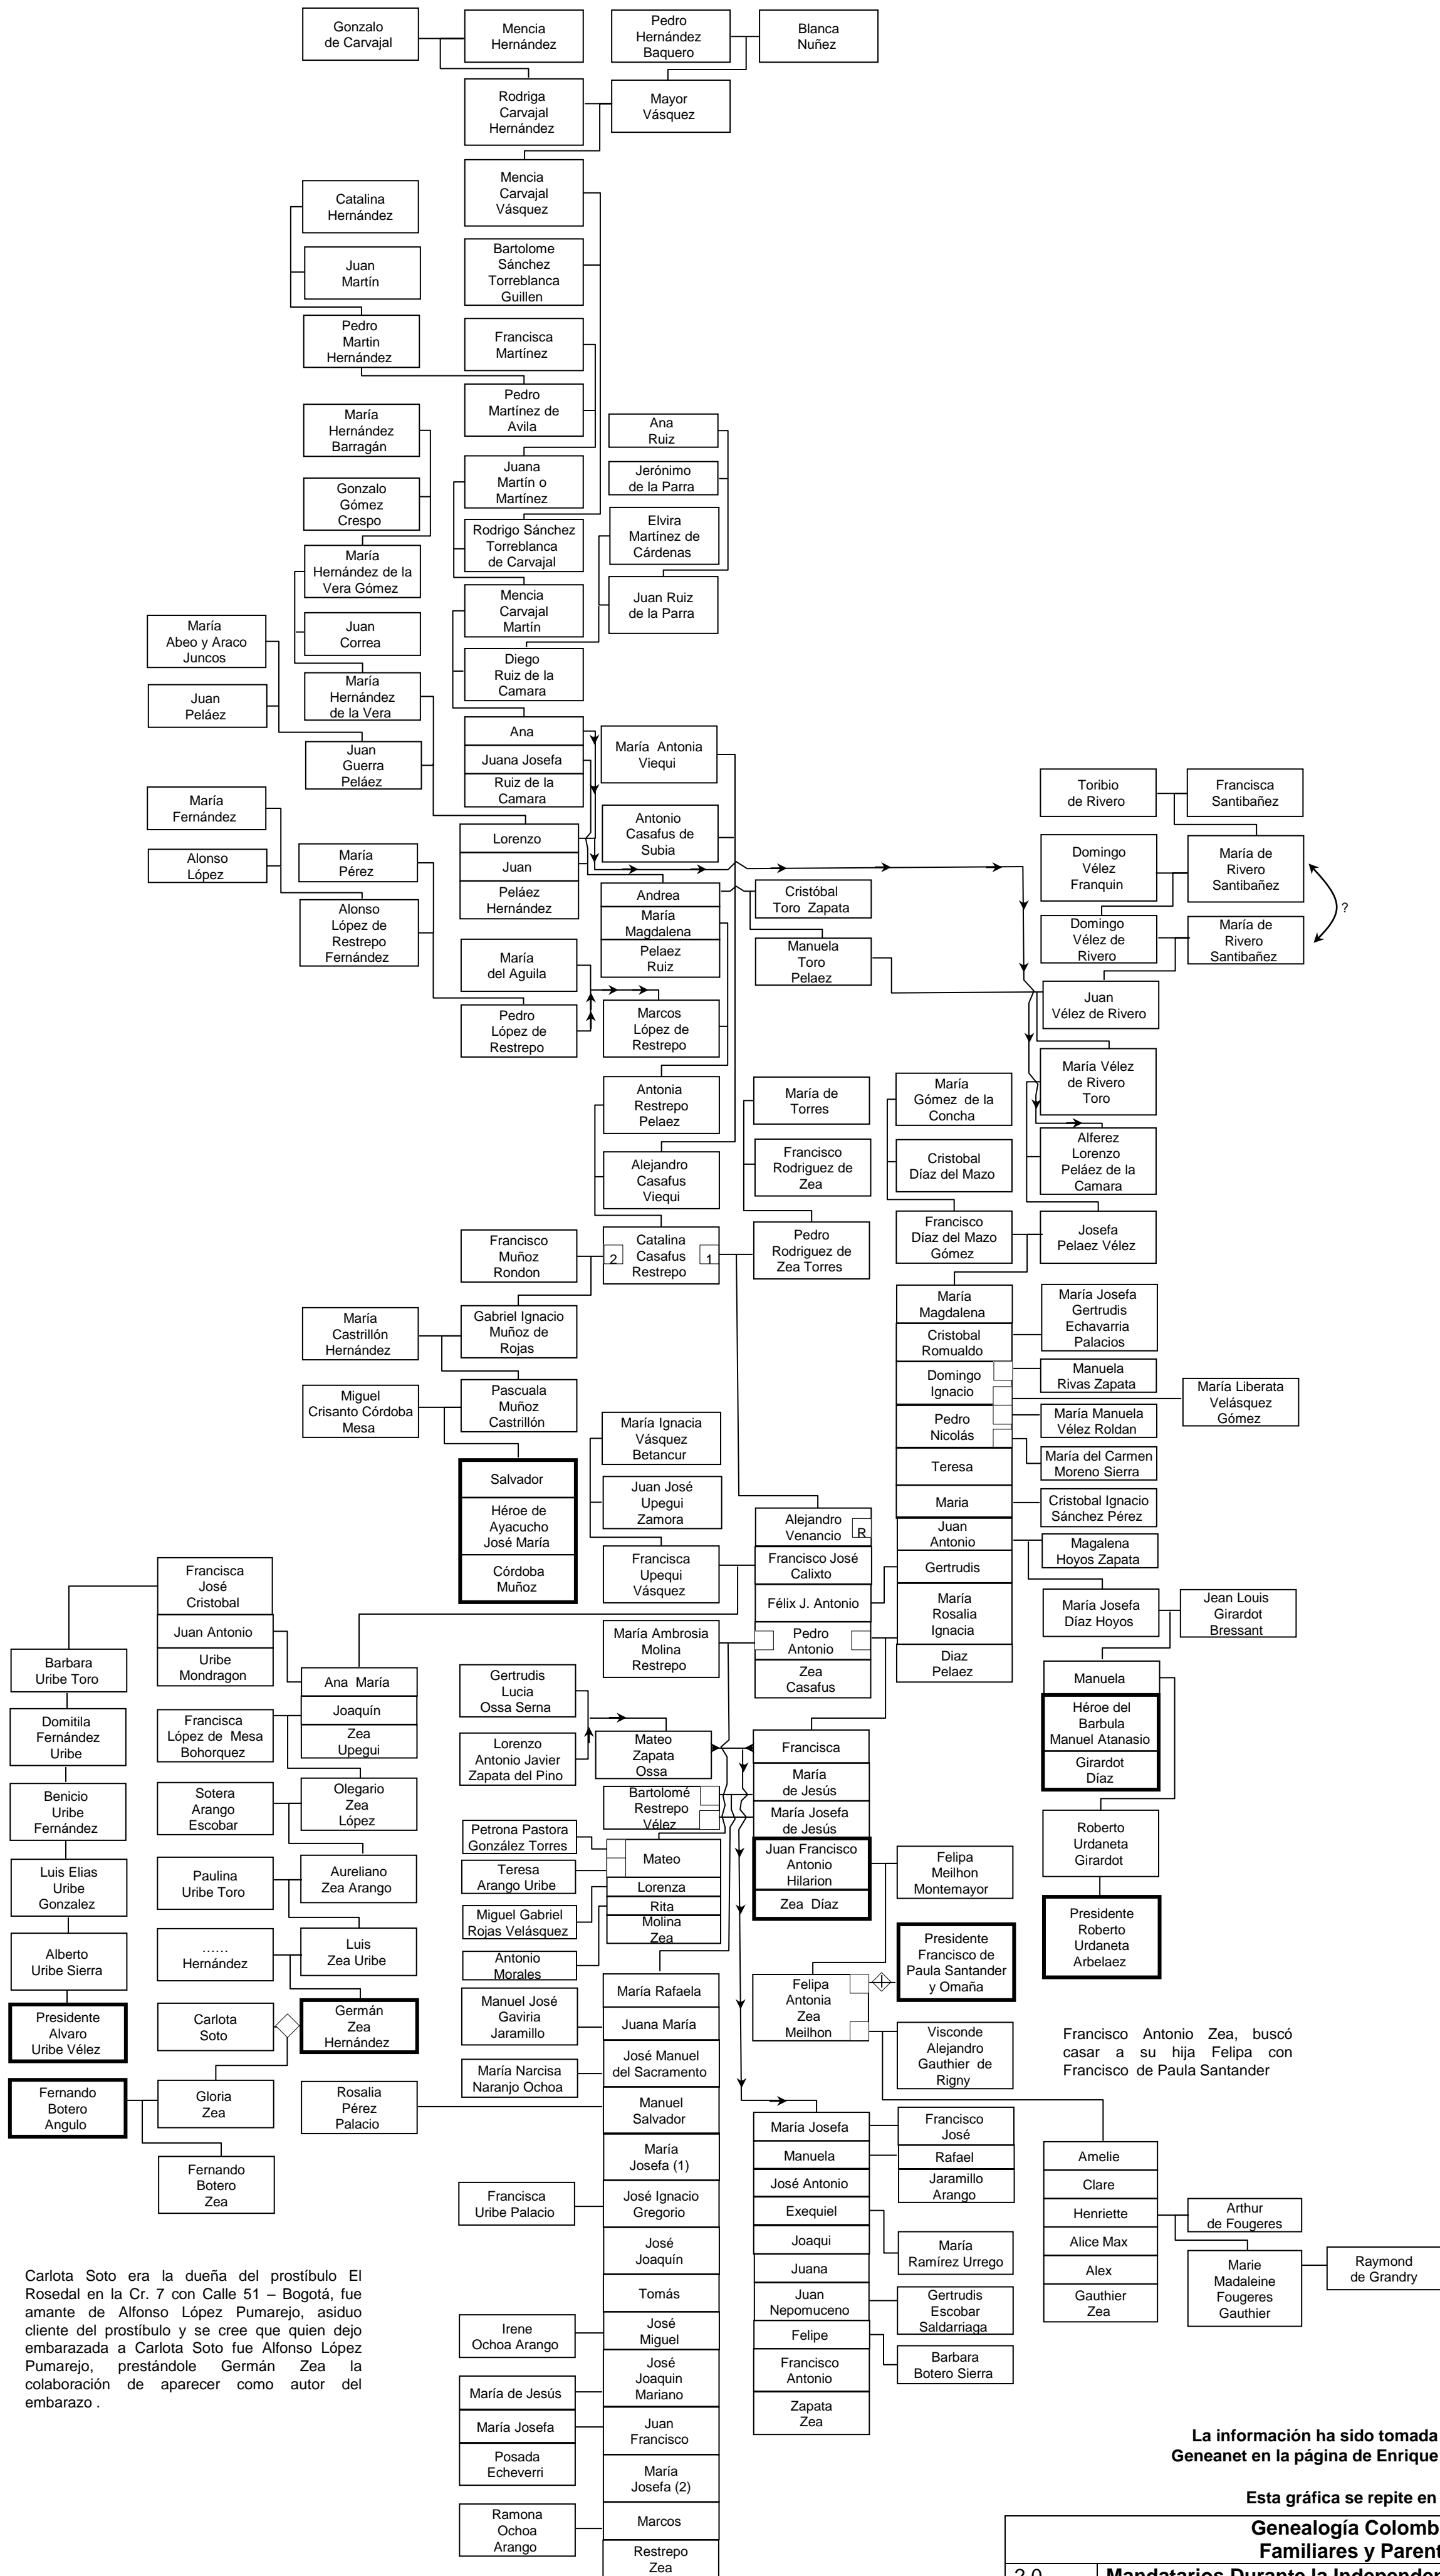 Gonzalo
de Carvajal
Mencia
Hernández
Pedro
Hernández
Baquero
Blanca
Nuñez
Rodriga
Carvajal
Hernández
Mayor
Vásquez
Mencia
Carvajal
Vásquez
Catalina
Hernández
Bartolome
Sánchez
Torreblanca
Guillen
Juan
Martín
Pedro
Martin
Hernández
Francisca
Martínez
Pedro
Martínez de
Avila
María
Hernández
Barragán
Ana
Ruiz
Juana
Martín o
Martínez
Jerónimo
de la Parra
Gonzalo
Gómez
Crespo
Rodrigo Sánchez
Torreblanca
de Carvajal
Elvira
Martínez de
Cárdenas
María
Hernández de la
Vera Gómez
Mencia
Carvajal
Martín
Juan Ruiz
de la Parra
María
Abeo y Araco
Juncos
Juan
Correa
Diego
Ruiz de la
Camara
Juan
Peláez
María
Hernández
de la Vera
Ana
Juana Josefa
Ruiz de la
Camara
María Antonia
Viequi
Juan
Guerra
Peláez
María
Fernández
Toribio
de Rivero
Francisca
Santibañez
Antonio
Casafus de
Subia
Lorenzo
Juan
Peláez
Hernández
Alonso
López
María
Pérez
Domingo
Vélez
Franquin
María de
Rivero
Santibañez
?
Andrea
María
Magdalena
Pelaez
Ruiz
Cristóbal
Toro Zapata
Alonso
López de
Restrepo
Fernández
Domingo
Vélez de
Rivero
María de
Rivero
Santibañez
María
del Aguila
Manuela
Toro
Pelaez
Juan
Vélez de Rivero
Pedro
López de
Restrepo
Marcos
López de
Restrepo
María Vélez
de Rivero
Toro
Antonia
Restrepo
Pelaez
María de
Torres
María
Gómez de la
Concha
Alferez
Lorenzo
Peláez de la
Camara
Alejandro
Casafus
Viequi
Francisco
Rodriguez de
Zea
Cristobal
Díaz del Mazo
Francisco
Muñoz
Rondon
2
Catalina
Casafus
Restrepo
1
Pedro
Rodriguez de
Zea Torres
Francisco
Díaz del Mazo
Gómez
Josefa
Pelaez Vélez
María
Castrillón
Hernández
Gabriel Ignacio
Muñoz de
Rojas
María
Magdalena
Cristobal
Romualdo
Domingo
Ignacio
Pedro
Nicolás
Teresa
Maria
Juan
Antonio
Gertrudis
María
Rosalia
Ignacia
Diaz
Pelaez
María Josefa
Gertrudis
Echavarria
Palacios
Manuela
Rivas Zapata
María Liberata
Velásquez
Gómez
María Manuela
Vélez Roldan
María del Carmen
Moreno Sierra
Cristobal Ignacio
Sánchez Pérez
Magalena
Hoyos Zapata
Miguel
Crisanto Córdoba
Mesa
Pascuala
Muñoz
Castrillón
María Ignacia
Vásquez
Betancur
Salvador
Héroe de
Ayacucho
José María
Córdoba
Muñoz
Juan José
Upegui
Zamora
Francisca
Upequi
Vásquez
Alejandro
Venancio
R
Francisco José
Calixto
Félix J. Antonio
Pedro
Antonio
Zea
Casafus
María Josefa
Díaz Hoyos
Jean Louis
Girardot
Bressant
Francisca
José
Cristobal
Juan Antonio
Uribe
Mondragon
Barbara
Uribe Toro
Ana María
Joaquín
Zea
Upegui
María Ambrosia
Molina
Restrepo
Gertrudis
Lucia
Ossa Serna
Manuela
Héroe del
Barbula
Manuel Atanasio
Girardot
Díaz
Domitila
Fernández
Uribe
Francisca
López de Mesa
Bohorquez
Lorenzo
Antonio Javier
Zapata del Pino
Mateo
Zapata
Ossa
Francisca
María
de Jesús
María Josefa
de Jesús
Juan Francisco
Antonio
Hilarion
Zea Díaz
Benicio
Uribe
Fernández
Sotera
Arango
Escobar
Olegario
Zea
López
Bartolomé
Restrepo
Vélez
Petrona Pastora
González Torres
Mateo
Lorenza
Rita
Molina
Zea
Teresa
Arango Uribe
Miguel Gabriel
Rojas Velásquez
Antonio
Morales
Felipa
Meilhon
Montemayor
Roberto
Urdaneta
Girardot
Luis Elias
Uribe
Gonzalez
Paulina
Uribe Toro
Aureliano
Zea Arango
Presidente
Roberto
Urdaneta
Arbelaez
Alberto
Uribe Sierra
……
Hernández
Luis
Zea Uribe
Presidente
Francisco de
Paula Santander
y Omaña
Felipa
Antonia
Zea
Meilhon
Presidente
Alvaro
Uribe Vélez
Carlota
Soto
Germán
Zea
Hernández
Manuel José
Gaviria
Jaramillo
María Rafaela
Juana María
José Manuel
del Sacramento
Manuel
Salvador
María
Josefa (1)
José Ignacio
Gregorio
José
Joaquín
Tomás
José
Miguel
José
Joaquin
Mariano
Juan
Francisco
María
Josefa (2)
Marcos
Restrepo
Zea
Visconde
Alejandro
Gauthier de
Rigny
Francisco Antonio Zea, buscó
casar a su hija Felipa con
Francisco de Paula Santander
María Narcisa
Naranjo Ochoa
Fernando
Botero
Angulo
Gloria
Zea
Rosalia
Pérez
Palacio
Fernando
Botero
Zea
Francisca
Uribe Palacio
María Josefa
Manuela
José Antonio
Exequiel
Joaqui
Juana
Juan
Nepomuceno
Felipe
Francisco
Antonio
Zapata
Zea
Francisco
José
Rafael
Jaramillo
Arango
María
Ramírez Urrego
Gertrudis
Escobar
Saldarriaga
Barbara
Botero Sierra
Amelie
Clare
Henriette
Alice Max
Alex
Gauthier
Zea
Arthur
de Fougeres
Marie
Madaleine
Fougeres
Gauthier
Raymond
de Grandry
Carlota Soto era la dueña del prostíbulo El
Rosedal en la Cr. 7 con Calle 51 – Bogotá, fue
amante de Alfonso López Pumarejo, asiduo
cliente del prostíbulo y se cree que quien dejo
embarazada a Carlota Soto fue Alfonso López
Pumarejo, prestándole Germán Zea la
colaboración de aparecer como autor del
embarazo .
Irene
Ochoa Arango
María de Jesús
María Josefa
Posada
Echeverri
Ramona
Ochoa
Arango
La información ha sido tomada
Geneanet en la página de Enrique
Esta gráfica se repite en
Genealogía Colomb
Familiares y Parent
2.0
Mandatarios Durante la Independen